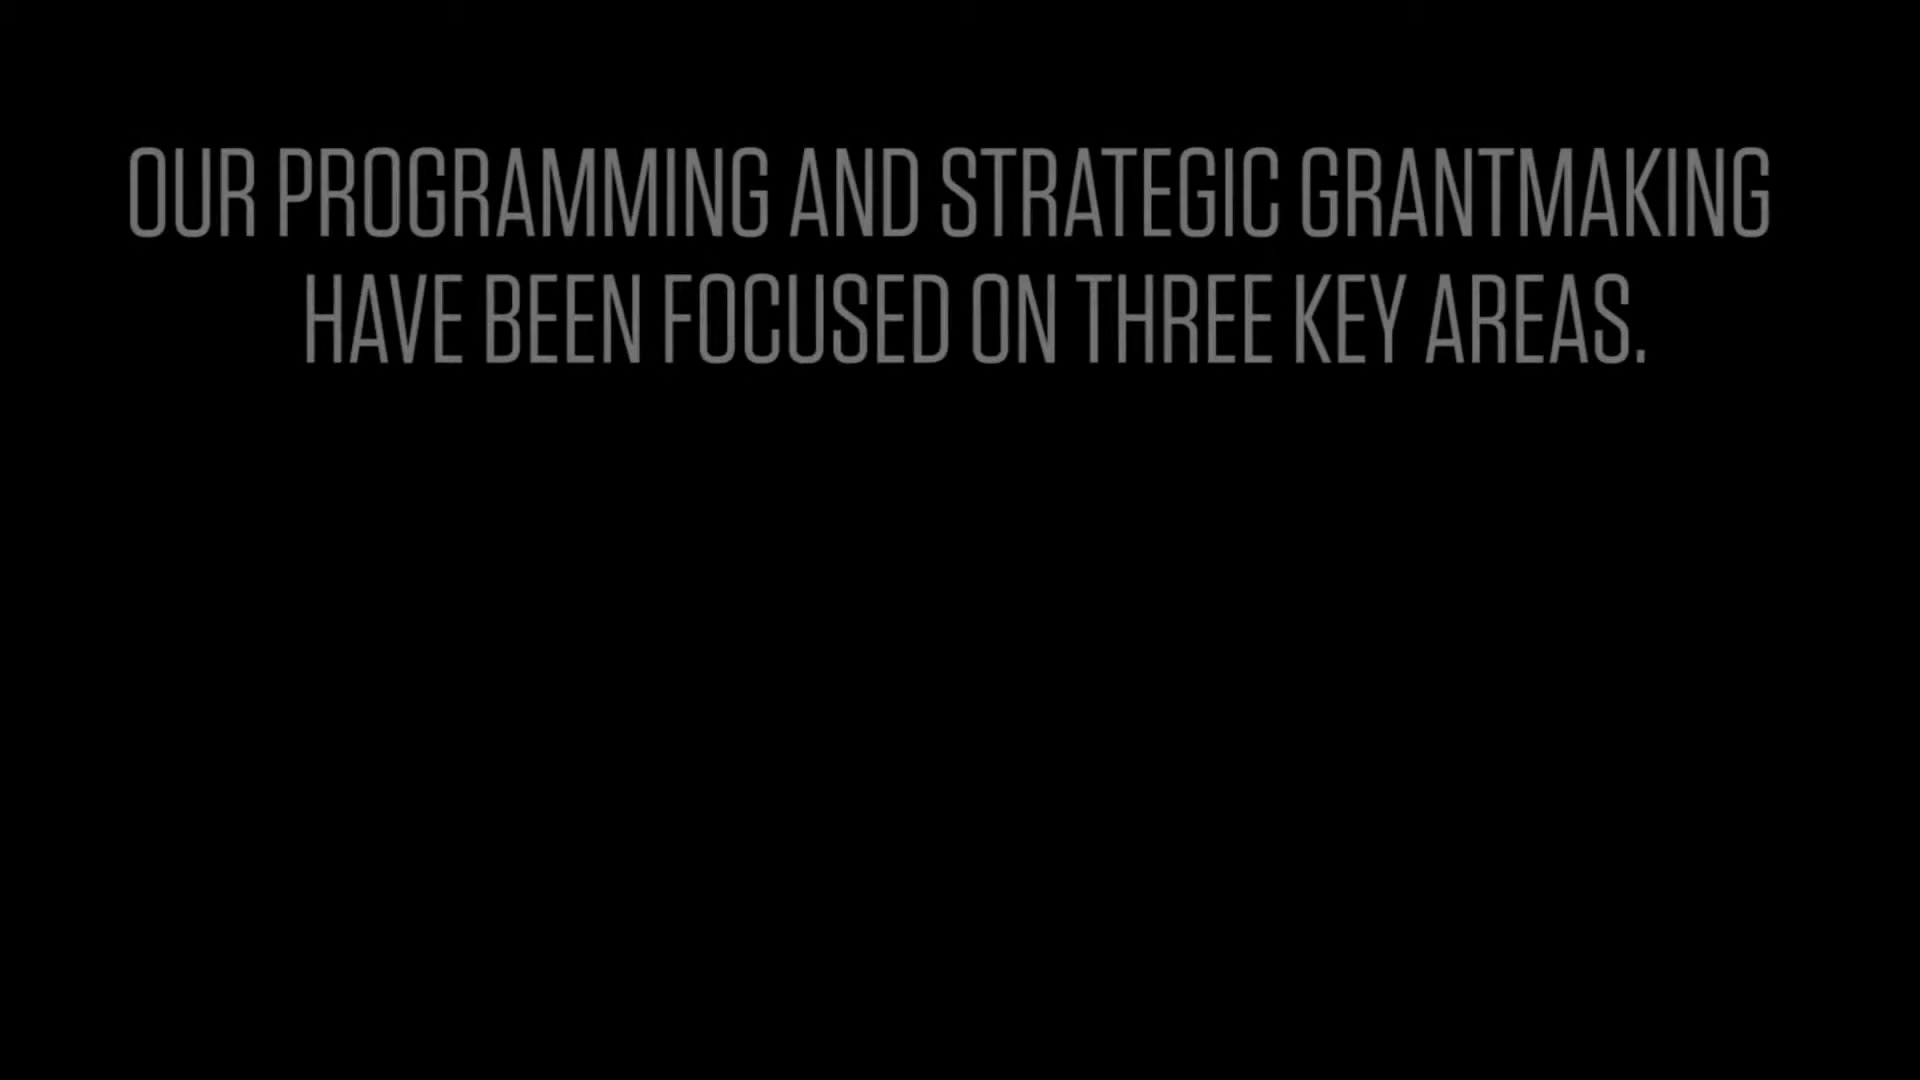 OUR PROGRAMMING AND STRATEGIC GRANTMAKING
HAVE BEEN FOCUSED ON THREE KEY AREAS.